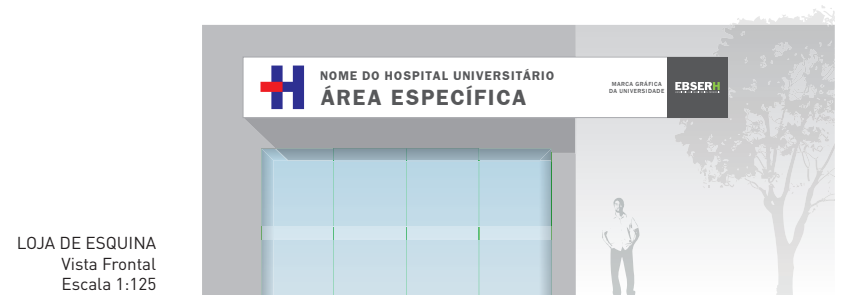 NOME DO HOSPITAL UNIVERSITÁRIO
ÁREA ESPECÍFICA
MARCA GRÁFICA
DA UNIVERSIDADE
EBSERH
LOJA DE ESQUINA
Vista Frontal
Escala 1:125